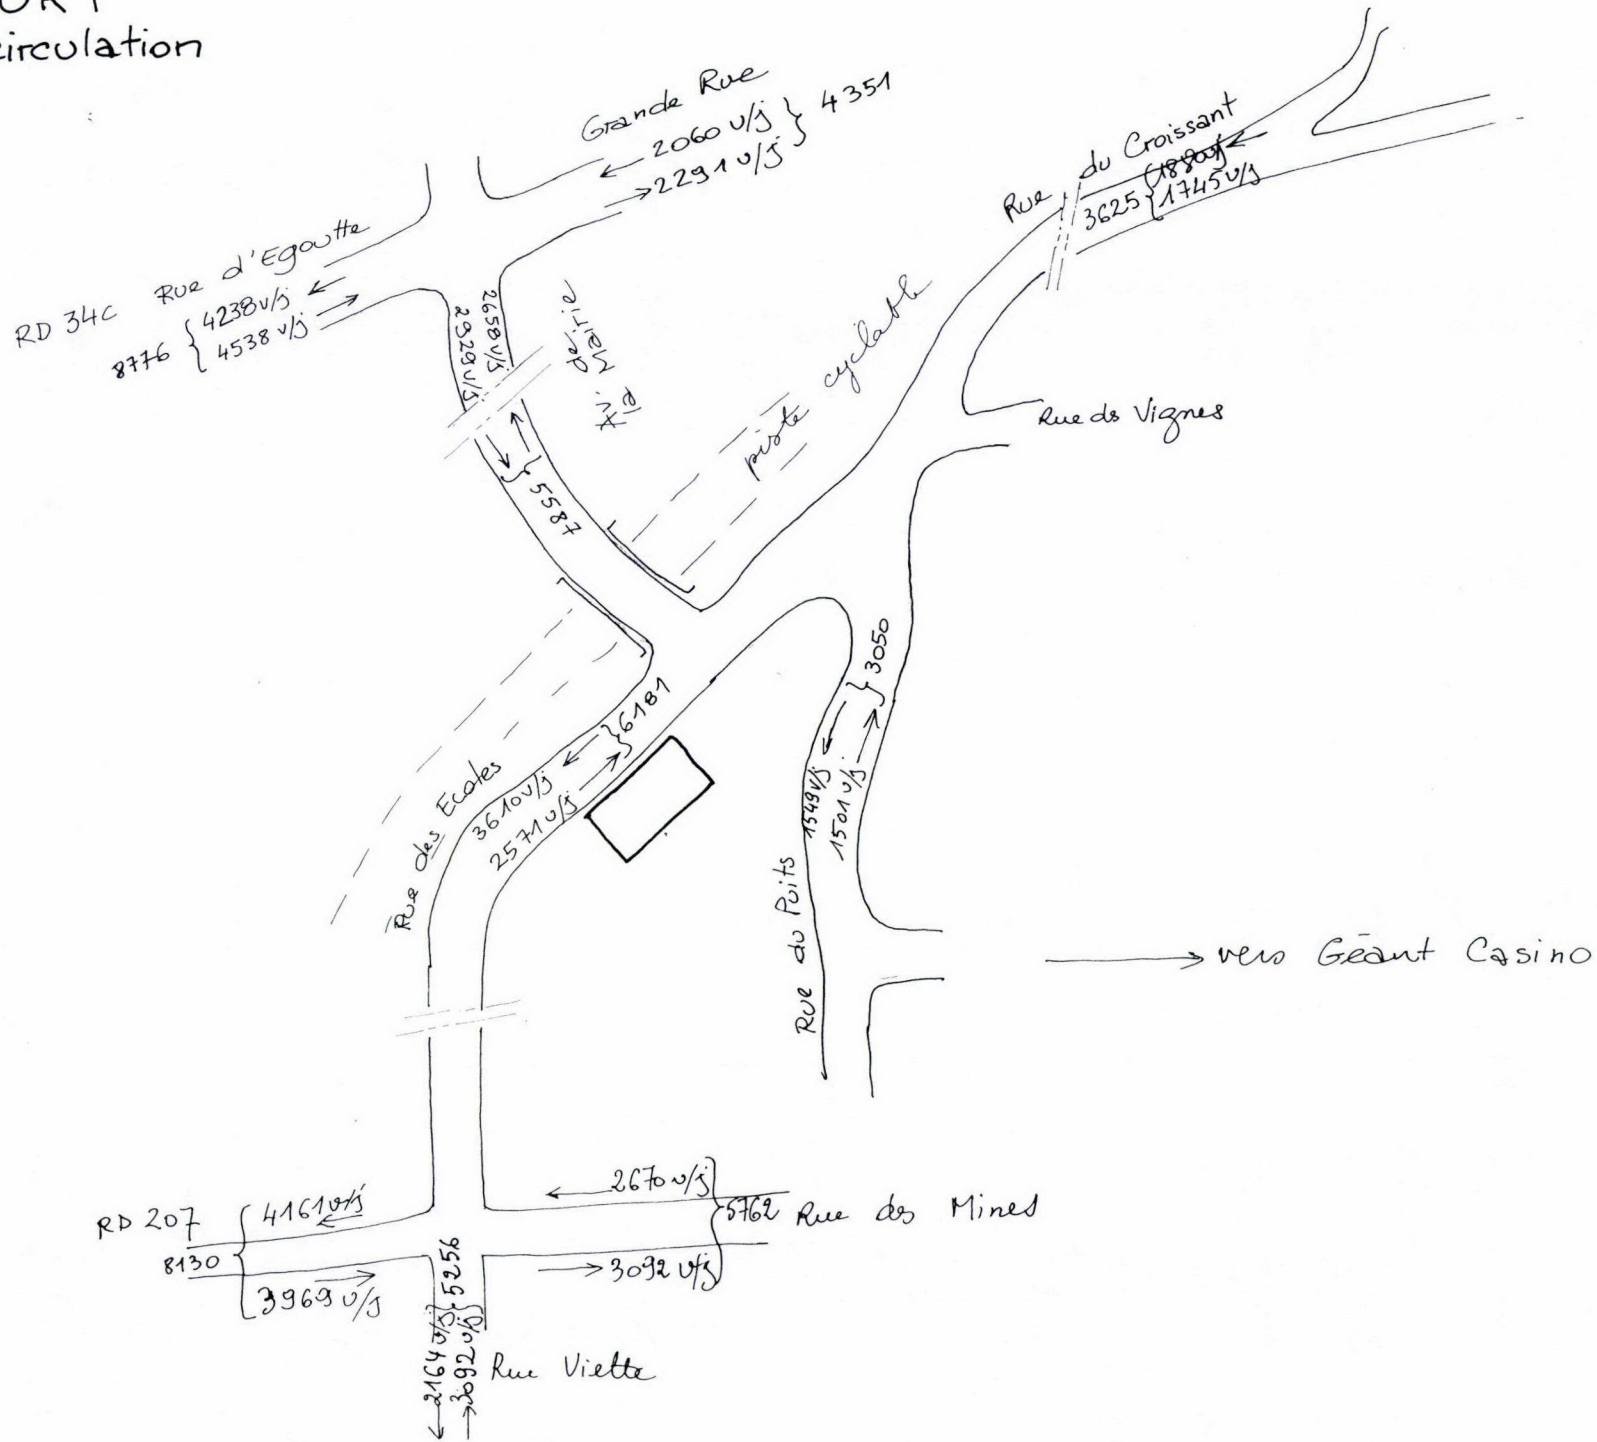 circulation
Grande Rue
2060 v/j
2291 v/j
4351
Rue du Croissant
3625
1880 v/j
1745 v/j
RD 34C Rue d'Egoutte
8776
4238 v/j
4538 v/j
2658 v/j
2929 v/j
Av. de la Mairie
5587
piste cyclable
Rue ds Vignes
3050
1549 v/j
1501 v/j
Rue du Puits
6181
3610 v/j
2571 v/j
Rue des Ecoles
vers Géant Casino
RD 207
8130
4161 v/j
3969 v/j
2670 v/j
5762
3092 v/j
Rue des Mines
5256
2164 v/j
3092 v/j
Rue Viette